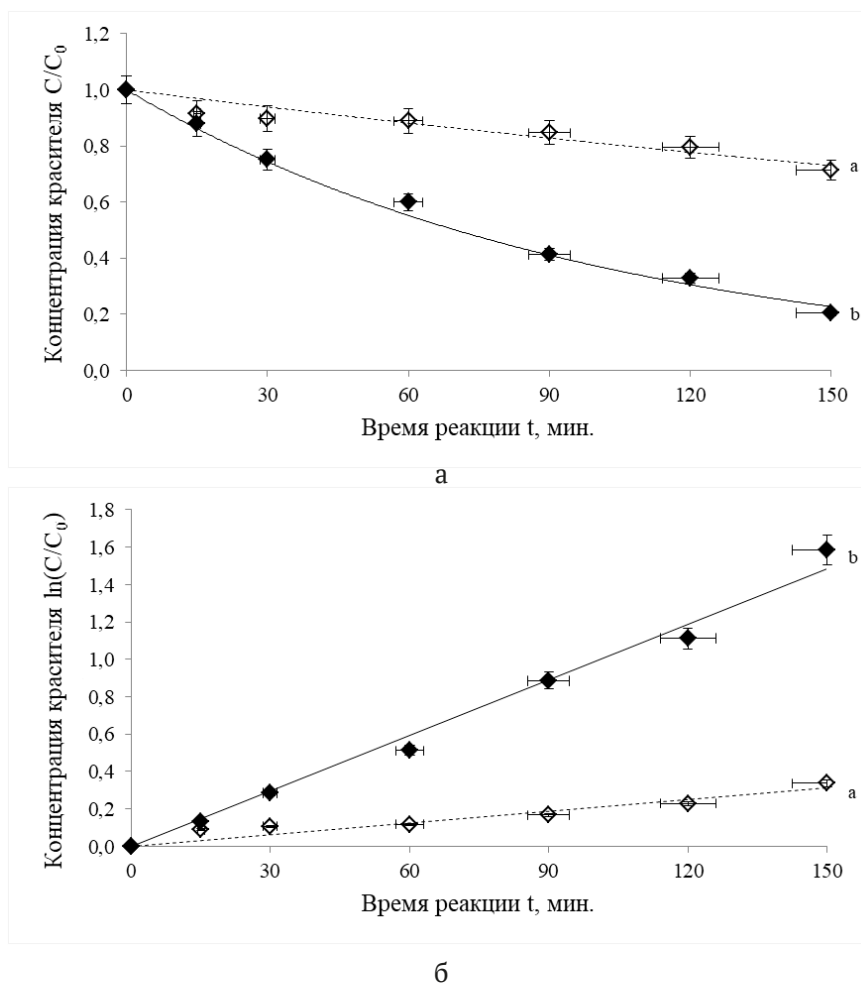 Концентрация красителя C/C₀
1,2
1,0
0,8
0,6
0,4
0,2
0,0
a
b
0 30 60 90 120 150
Время реакции t, мин.
а
Концентрация красителя ln(C/C₀)
1,8
1,6
1,4
1,2
1,0
0,8
0,6
0,4
0,2
0,0
b
a
0 30 60 90 120 150
Время реакции t, мин.
б